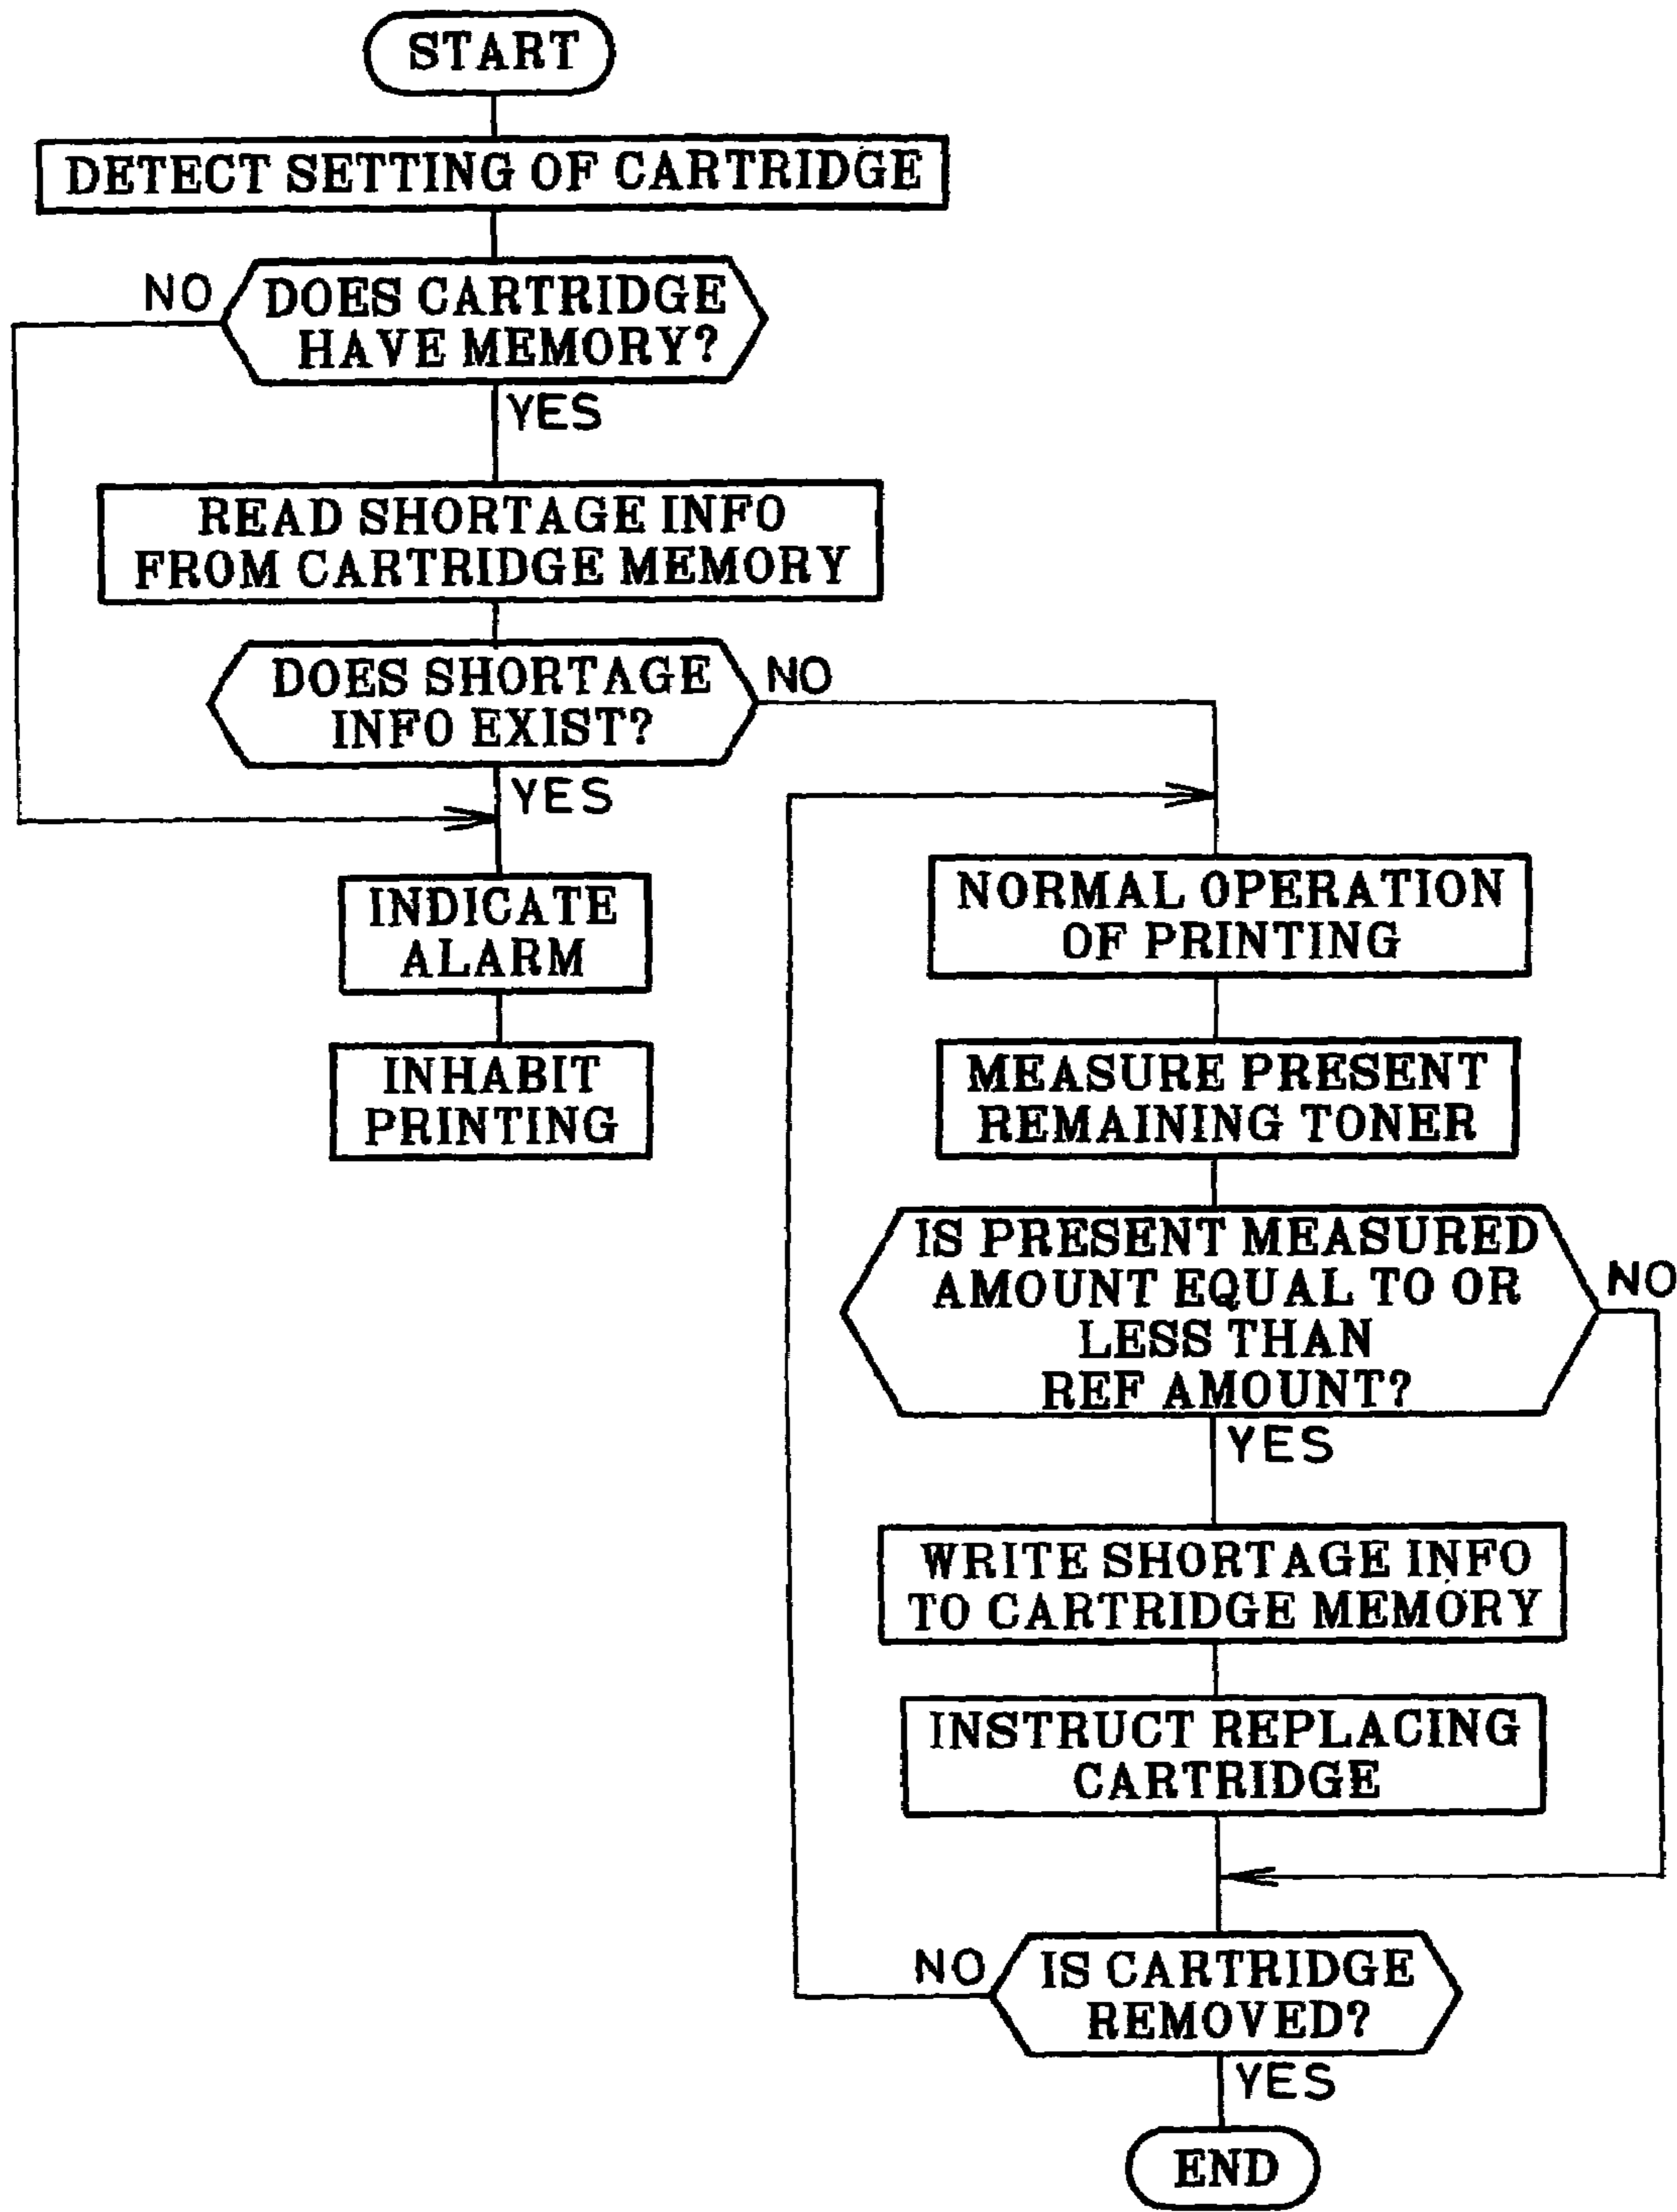 START
DETECT SETTING OF CARTRIDGE
NO
DOES CARTRIDGE
HAVE MEMORY?
YES
READ SHORTAGE INFO
FROM CARTRIDGE MEMORY
DOES SHORTAGE
INFO EXIST?
NO
YES
INDICATE
ALARM
INHABIT
PRINTING
NORMAL OPERATION
OF PRINTING
MEASURE PRESENT
REMAINING TONER
IS PRESENT MEASURED
AMOUNT EQUAL TO OR
LESS THAN
REF AMOUNT?
NO
YES
WRITE SHORTAGE INFO
TO CARTRIDGE MEMORY
INSTRUCT REPLACING
CARTRIDGE
NO
IS CARTRIDGE
REMOVED?
YES
END